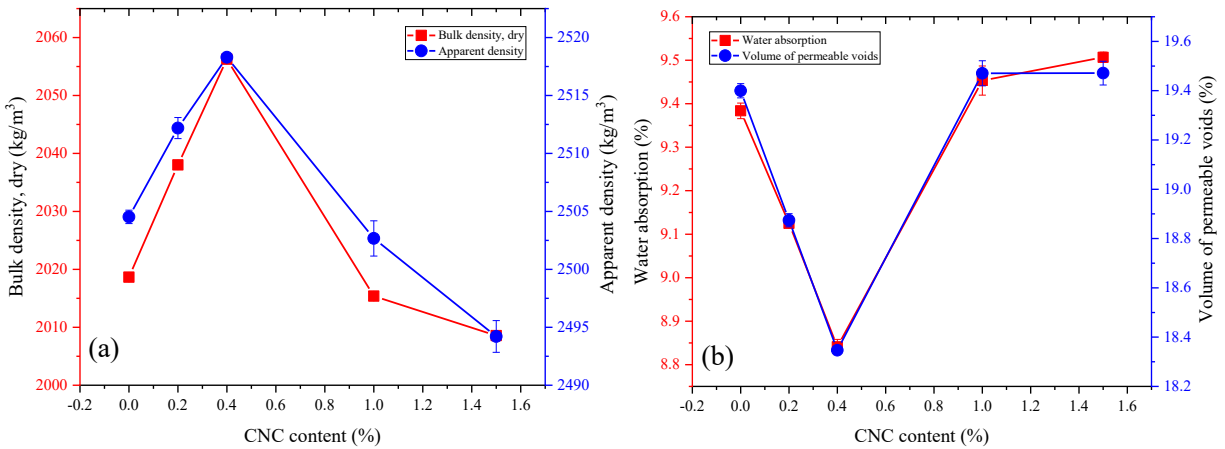 2060
2050
2040
2030
2020
2010
2000
Bulk density, dry (kg/m³)
Bulk density, dry
Apparent density
(a)
-0.2 0.0 0.2 0.4 0.6 0.8 1.0 1.2 1.4 1.6
CNC content (%)
2520
2515
2510
2505
2500
2495
2490
Apparent density (kg/m³)
9.6
9.5
9.4
9.3
9.2
9.1
9.0
8.9
8.8
Water absorption (%)
Water absorption
Volume of permeable voids
(b)
-0.2 0.0 0.2 0.4 0.6 0.8 1.0 1.2 1.4 1.6
CNC content (%)
19.6
19.4
19.2
19.0
18.8
18.6
18.4
18.2
Volume of permeable voids (%)